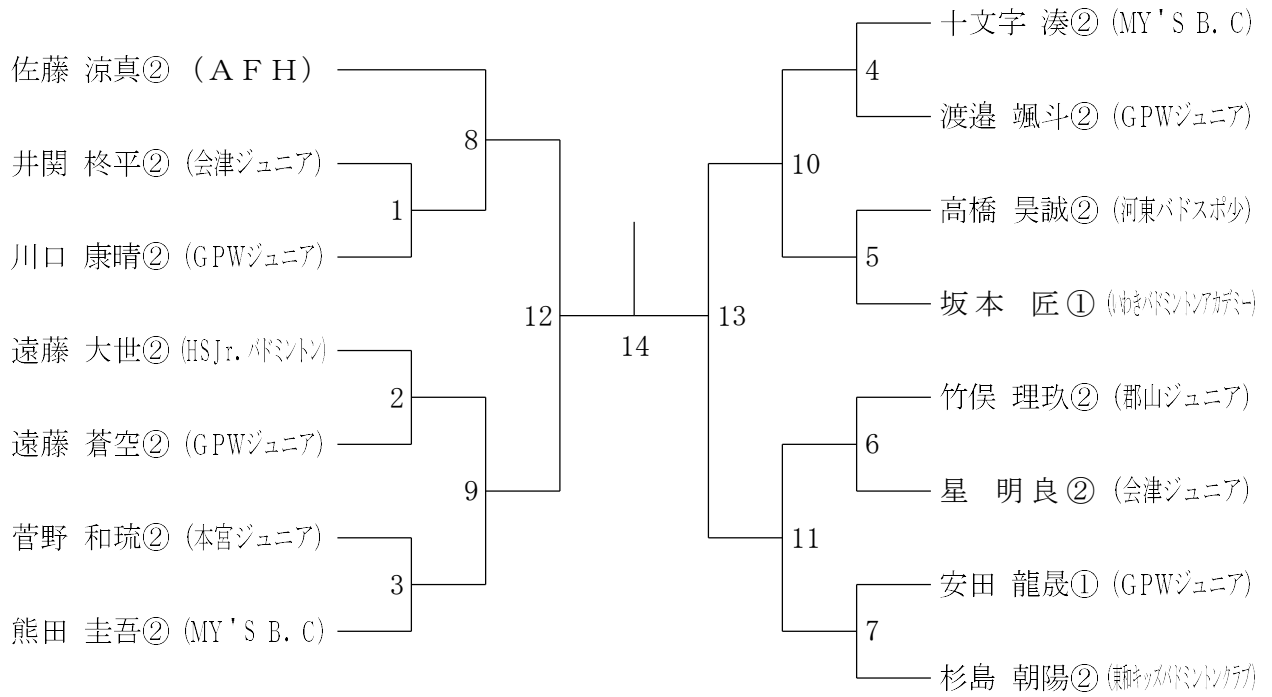 佐藤 涼真② (AFH)
井関 柊平② (会津ジュニア)
川口 康晴② (GPWジュニア)
遠藤 大世② (HSJr.バドミントン)
遠藤 蒼空② (GPWジュニア)
菅野 和琉② (本宮ジュニア)
熊田 圭吾② (MY'S B.C)
8
1
2
9
3
12
14
13
十文字 湊② (MY'S B.C)
4
渡邉 颯斗② (GPWジュニア)
10
高橋 昊誠② (河東バドスポ少)
5
坂本 匠① (いわきバドミントンアカデミー)
竹俣 理玖② (郡山ジュニア)
6
星 明良② (会津ジュニア)
11
安田 龍晟① (GPWジュニア)
7
杉島 朝陽② (東和キッズバドミントンクラブ)